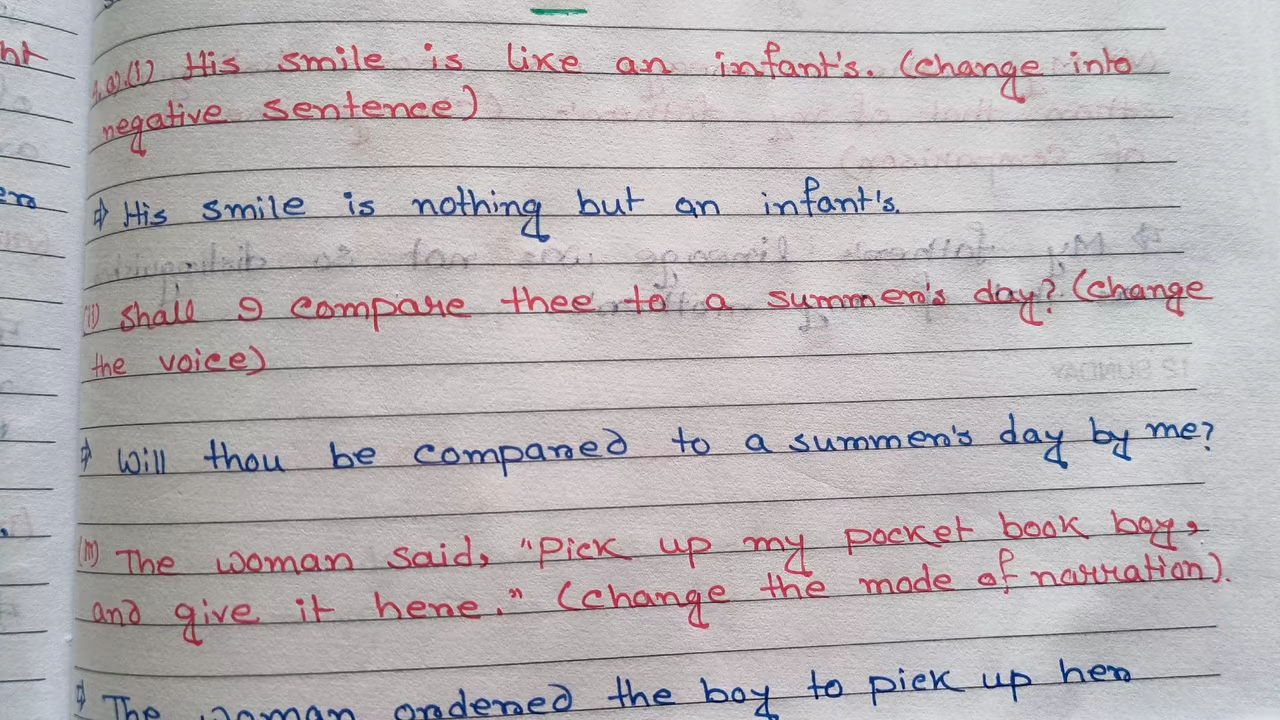 1.a).(i) His smile is like an infant's. (change into
negative sentence)
⇒ His smile is nothing but an infant's.
(ii) shall I compare thee to a summer's day? (change
the voice)
⇒ Will thou be compared to a summer's day by me?
(iii) The woman said, "pick up my pocket book boy,
and give it here." (change the mode of narration).
⇒ The woman ordered the boy to pick up her